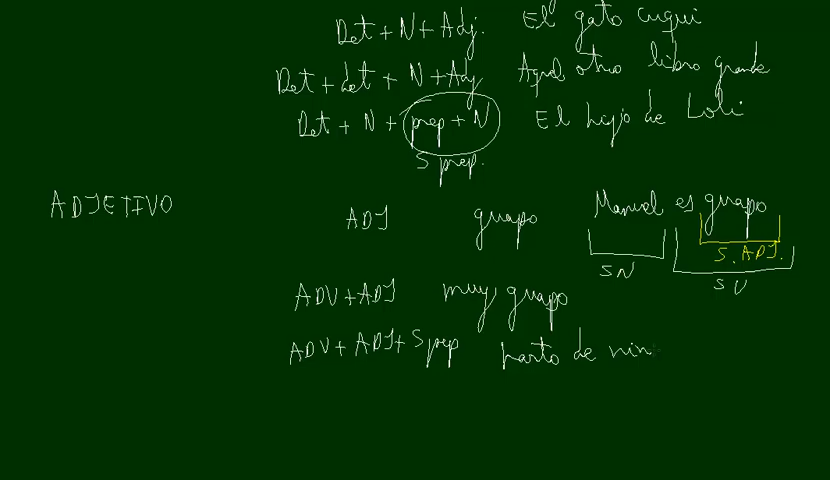 Det + N + Adj. El gato cuqui
Det + Det + N + Adj Aquel otro libro grande
Det + N + prep + N El hijo de Loli
S prep.
ADJETIVO ADJ guapo Manuel es guapo
S. ADJ.
SN SV
ADV + ADJ muy guapo
ADV + ADJ + S prep harto de nin